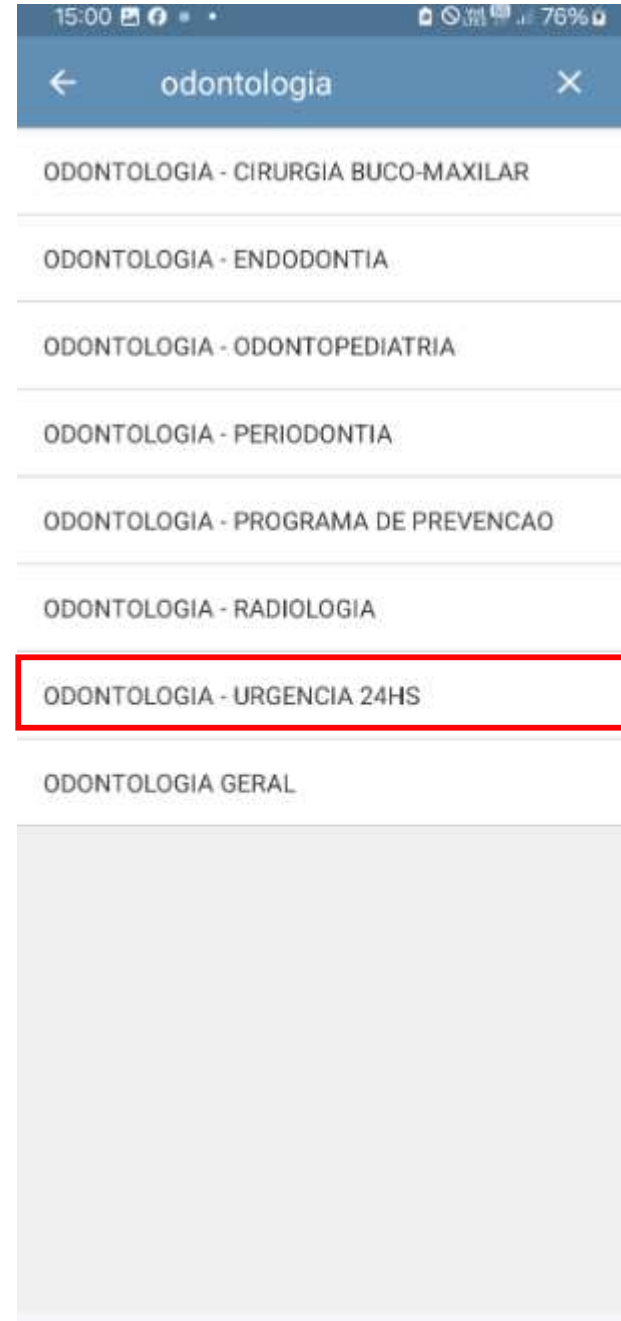 15:00 76%
odontologia
ODONTOLOGIA - CIRURGIA BUCO-MAXILAR
ODONTOLOGIA - ENDODONTIA
ODONTOLOGIA - ODONTOPEDIATRIA
ODONTOLOGIA - PERIODONTIA
ODONTOLOGIA - PROGRAMA DE PREVENCAO
ODONTOLOGIA - RADIOLOGIA
ODONTOLOGIA - URGENCIA 24HS
ODONTOLOGIA GERAL